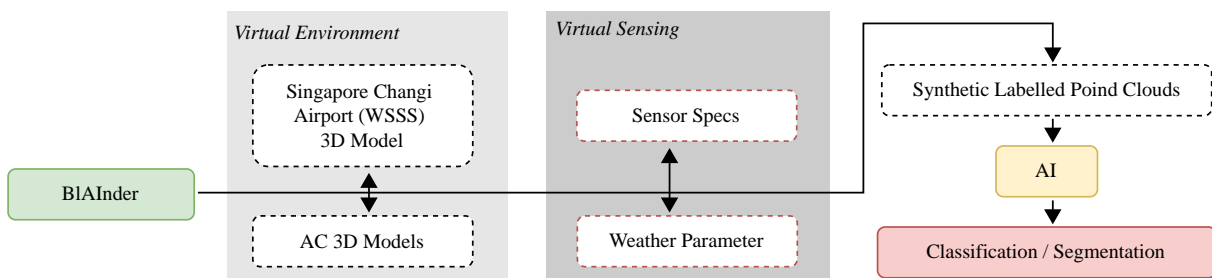 BlAInder
Virtual Environment
Singapore Changi
Airport (WSSS)
3D Model
AC 3D Models
Virtual Sensing
Sensor Specs
Weather Parameter
Synthetic Labelled Poind Clouds
AI
Classification / Segmentation